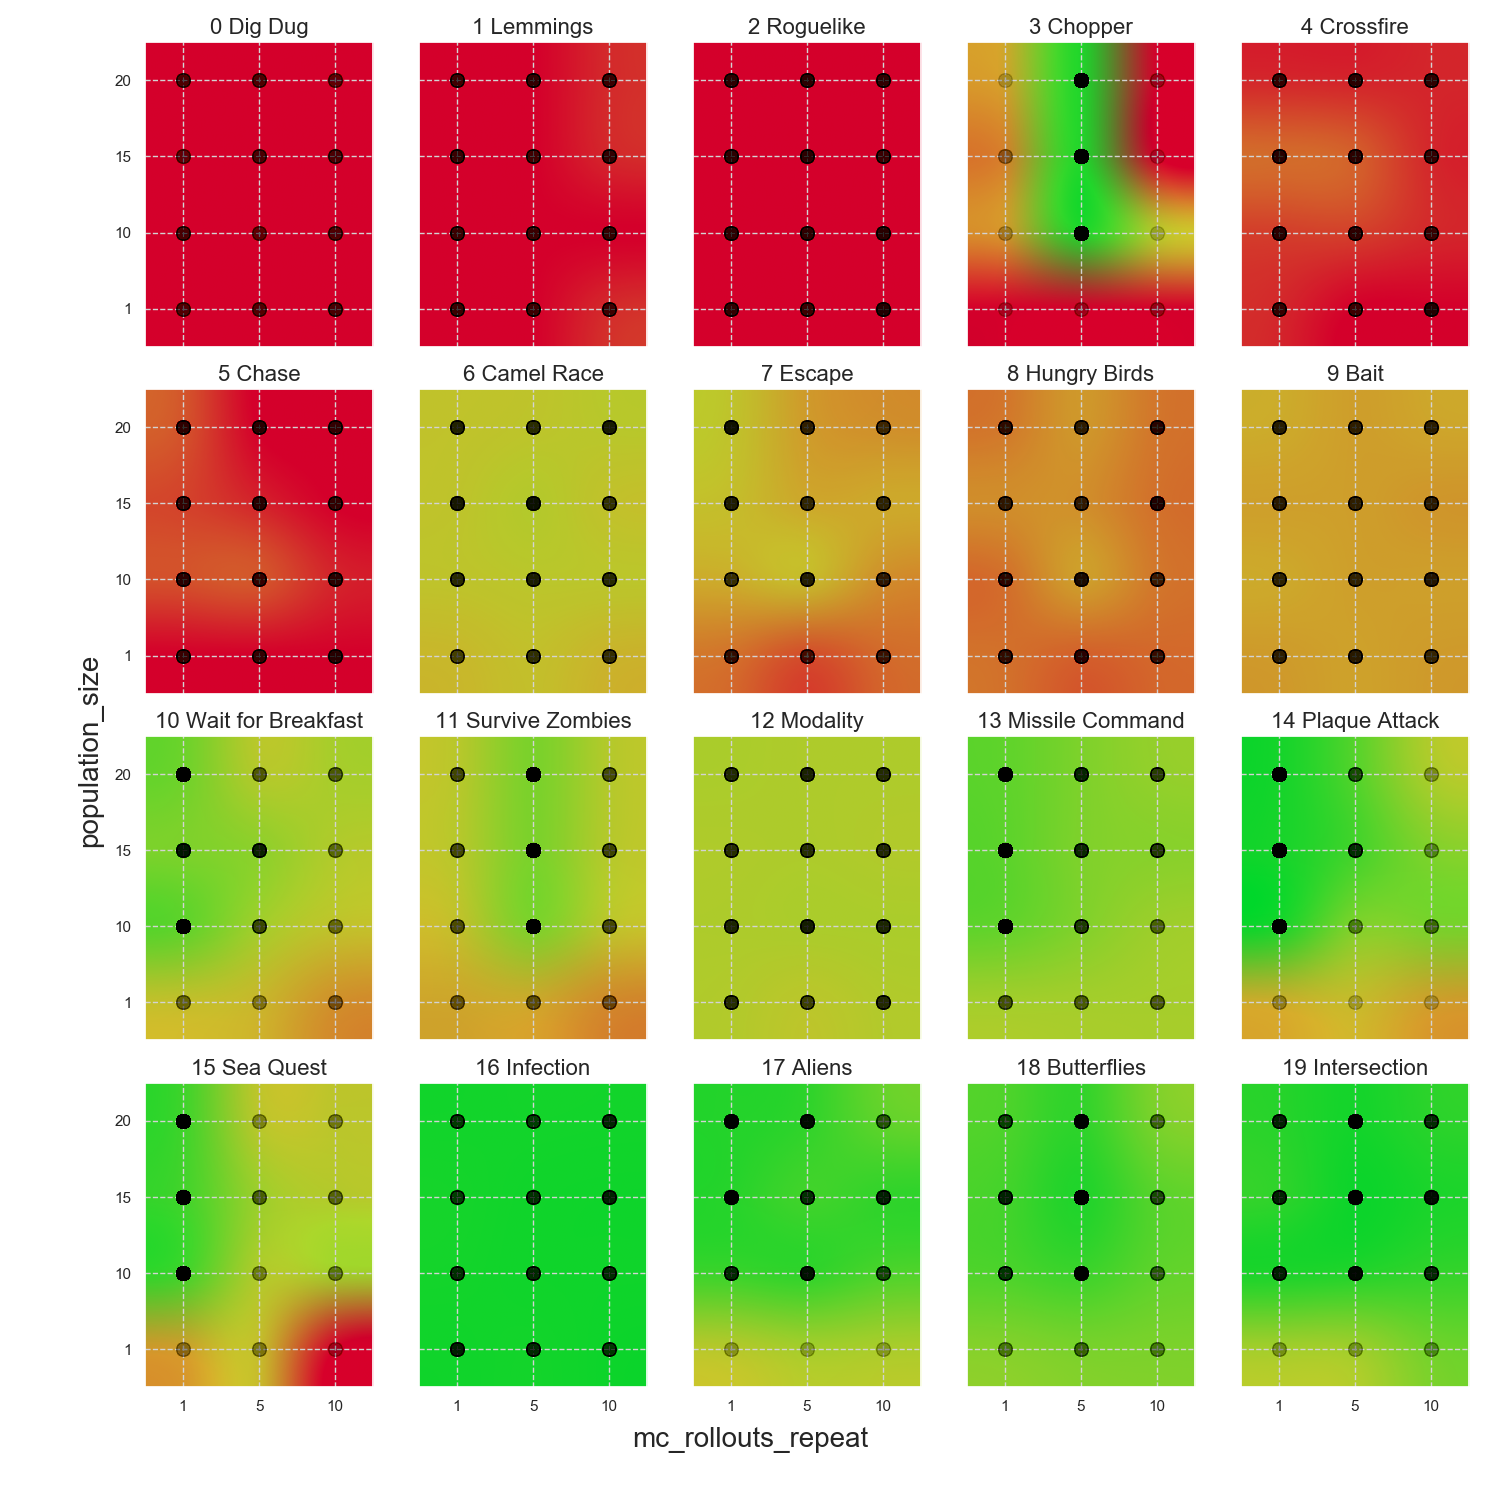 0 Dig Dug
1 Lemmings
2 Roguelike
3 Chopper
4 Crossfire
20
15
10
1
5 Chase
6 Camel Race
7 Escape
8 Hungry Birds
9 Bait
20
15
10
1
population_size
10 Wait for Breakfast
11 Survive Zombies
12 Modality
13 Missile Command
14 Plaque Attack
20
15
10
1
15 Sea Quest
16 Infection
17 Aliens
18 Butterflies
19 Intersection
20
15
10
1
1 5 10 1 5 10 1 5 10 1 5 10 1 5 10
mc_rollouts_repeat